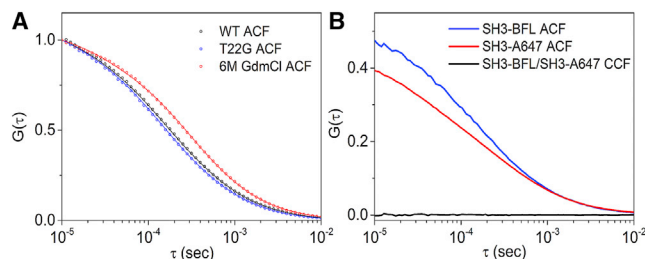 A
WT ACF
T22G ACF
6M GdmCl ACF
G(τ)
1.0
0.5
0.0
10⁻⁵
10⁻⁴
10⁻³
10⁻²
τ (sec)
B
SH3-BFL ACF
SH3-A647 ACF
SH3-BFL/SH3-A647 CCF
G(τ)
0.4
0.2
0.0
10⁻⁵
10⁻⁴
10⁻³
10⁻²
τ (sec)